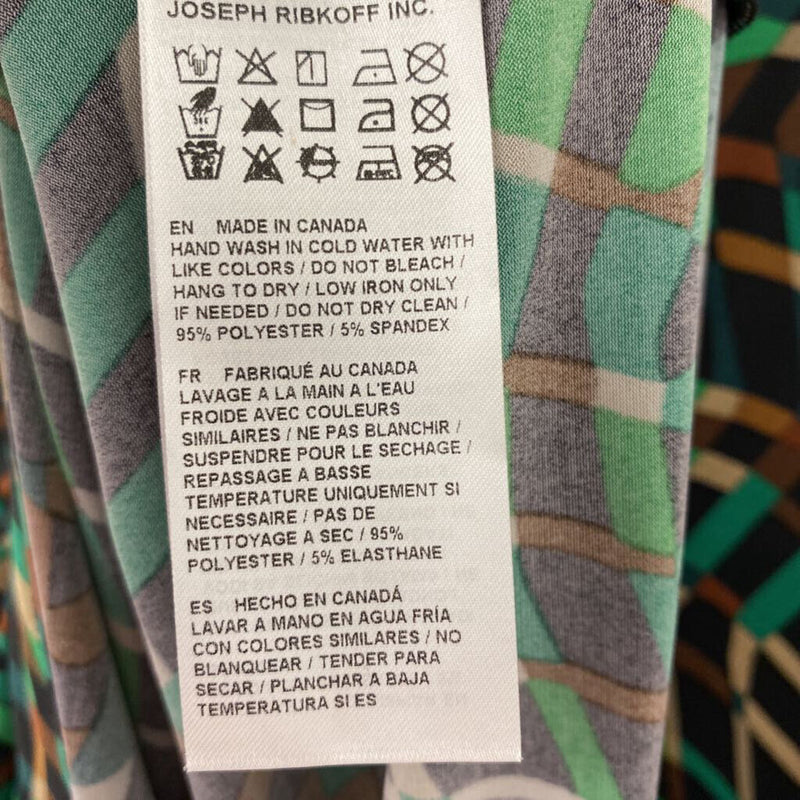 JOSEPH RIBKOFF INC.
EN MADE IN CANADA
HAND WASH IN COLD WATER WITH
LIKE COLORS / DO NOT BLEACH /
HANG TO DRY / LOW IRON ONLY
IF NEEDED / DO NOT DRY CLEAN /
95% POLYESTER / 5% SPANDEX
FR FABRIQUÉ AU CANADA
LAVAGE A LA MAIN A L'EAU
FROIDE AVEC COULEURS
SIMILAIRES / NE PAS BLANCHIR /
SUSPENDRE POUR LE SECHAGE /
REPASSAGE A BASSE
TEMPERATURE UNIQUEMENT SI
NECESSAIRE / PAS DE
NETTOYAGE A SEC / 95%
POLYESTER / 5% ELASTHANE
ES HECHO EN CANADÁ
LAVAR A MANO EN AGUA FRÍA
CON COLORES SIMILARES / NO
BLANQUEAR / TENDER PARA
SECAR / PLANCHAR A BAJA
TEMPERATURA SI ES